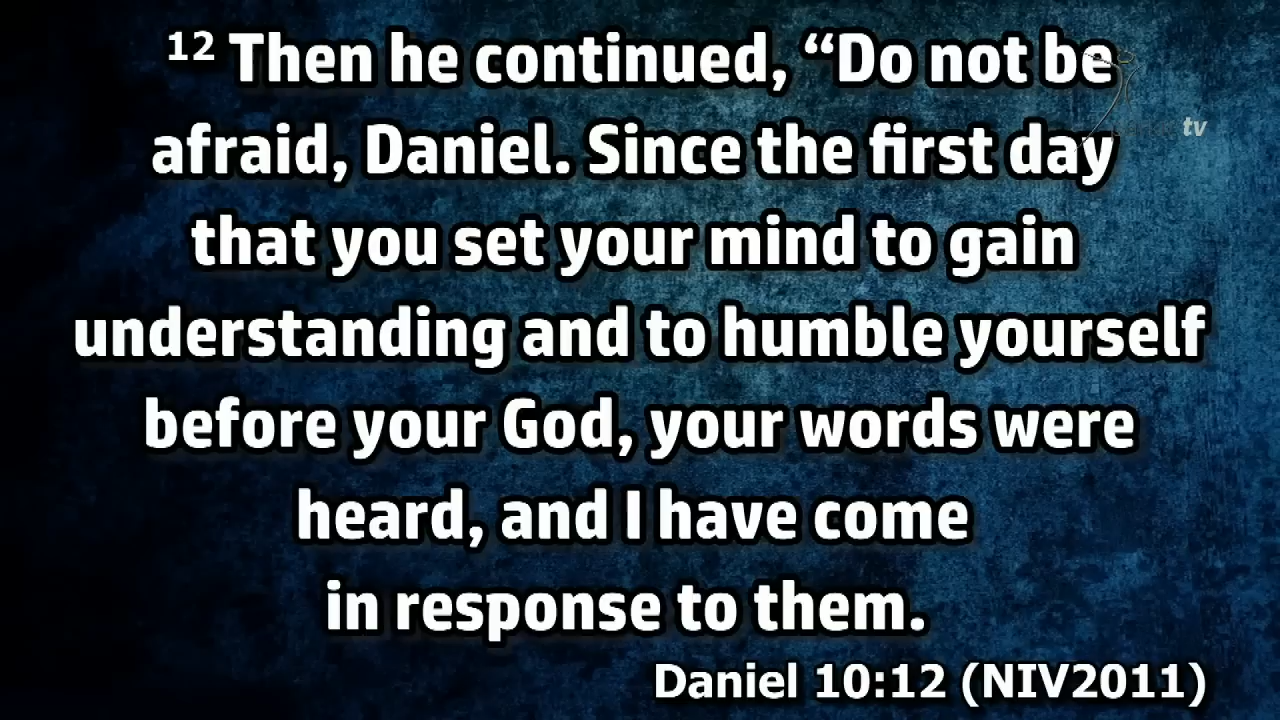 12 Then he continued, “Do not be
afraid, Daniel. Since the first day
tv
that you set your mind to gain
understanding and to humble yourself
before your God, your words were
heard, and I have come
in response to them.
Daniel 10:12 (NIV2011)